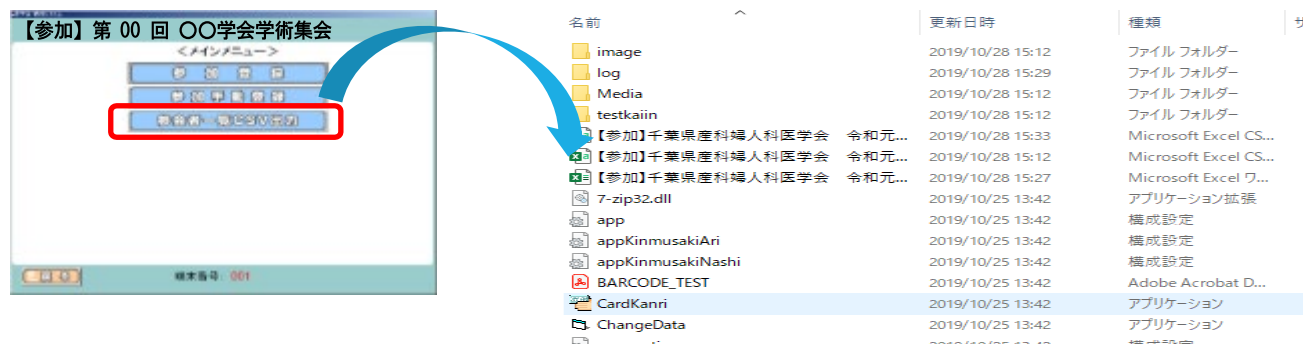 【参加】第 00 回 〇〇学会学術集会
＜メインメニュー＞
端末番号 001
名前 更新日時 種類 サ
image 2019/10/28 15:12 ファイル フォルダー
log 2019/10/28 15:29 ファイル フォルダー
Media 2019/10/28 15:12 ファイル フォルダー
testkaiin 2019/10/28 15:12 ファイル フォルダー
【参加】千葉県産科婦人科医学会 令和元... 2019/10/28 15:33 Microsoft Excel CS...
【参加】千葉県産科婦人科医学会 令和元... 2019/10/28 15:12 Microsoft Excel CS...
【参加】千葉県産科婦人科医学会 令和元... 2019/10/28 15:27 Microsoft Excel ワ...
7-zip32.dll 2019/10/25 13:42 アプリケーション拡張
app 2019/10/25 13:42 構成設定
appKinmusakiAri 2019/10/25 13:42 構成設定
appKinmusakiNashi 2019/10/25 13:42 構成設定
BARCODE_TEST 2019/10/25 13:42 Adobe Acrobat D...
CardKanri 2019/10/25 13:42 アプリケーション
ChangeData 2019/10/25 13:42 アプリケーション